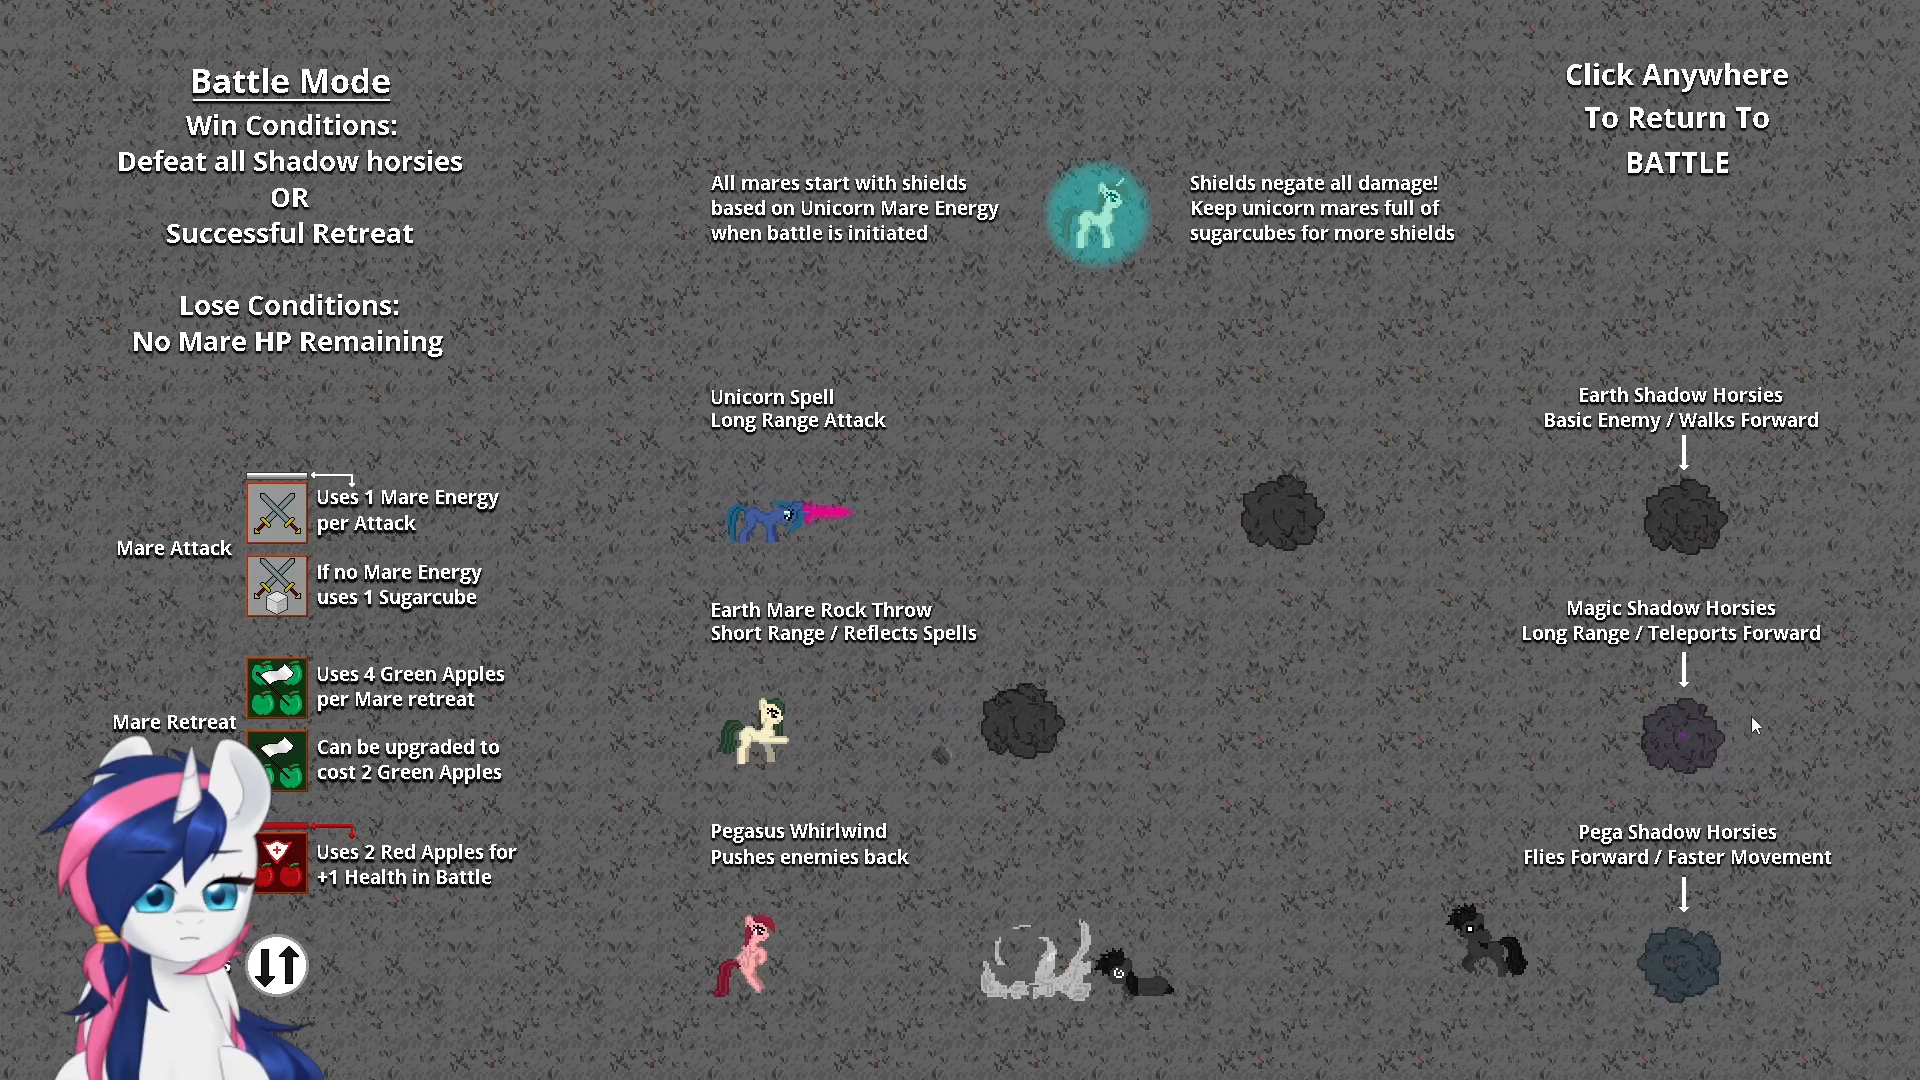 Battle Mode
Win Conditions:
Defeat all Shadow horsies
OR
Successful Retreat
Lose Conditions:
No Mare HP Remaining
Mare Attack
Uses 1 Mare Energy
per Attack
If no Mare Energy
uses 1 Sugarcube
Mare Retreat
Uses 4 Green Apples
per Mare retreat
Can be upgraded to
cost 2 Green Apples
Uses 2 Red Apples for
+1 Health in Battle
All mares start with shields
based on Unicorn Mare Energy
when battle is initiated
Shields negate all damage!
Keep unicorn mares full of
sugarcubes for more shields
Unicorn Spell
Long Range Attack
Earth Mare Rock Throw
Short Range / Reflects Spells
Pegasus Whirlwind
Pushes enemies back
Click Anywhere
To Return To
BATTLE
Earth Shadow Horsies
Basic Enemy / Walks Forward
Magic Shadow Horsies
Long Range / Teleports Forward
Pega Shadow Horsies
Flies Forward / Faster Movement